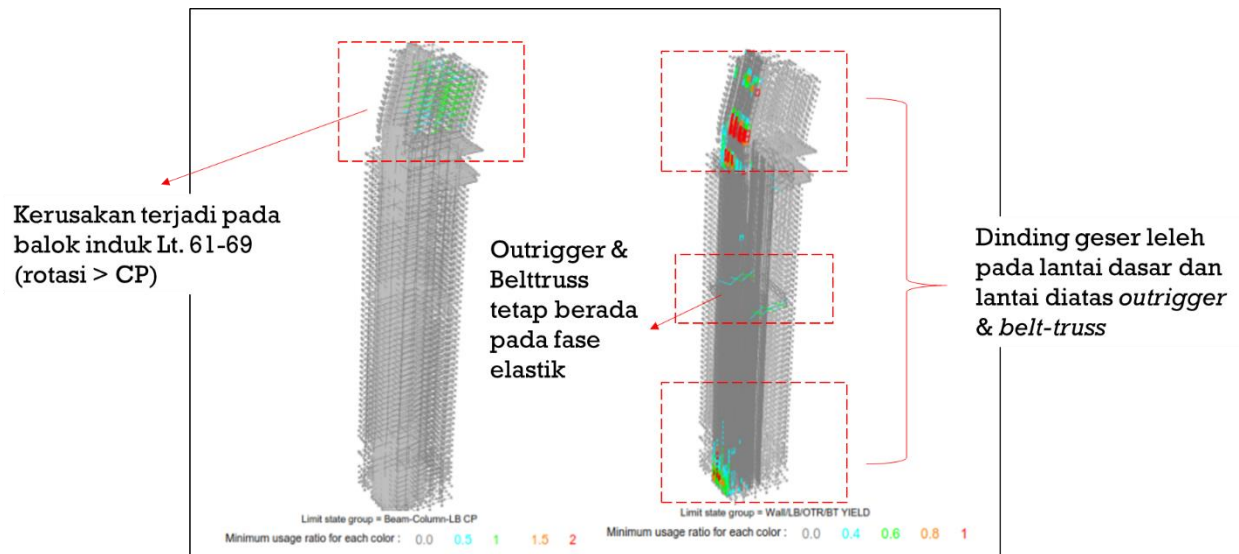 Kerusakan terjadi pada
balok induk Lt. 61-69
(rotasi > CP)
Outrigger &
Belttruss
tetap berada
pada fase
elastik
Dinding geser leleh
pada lantai dasar dan
lantai diatas outrigger
& belt-truss
Limit state group = Beam-Column-LB CP
Minimum usage ratio for each color : 0.0 0.5 1 1.5 2
Limit state group = Wall/LB/OTR/BT YIELD
Minimum usage ratio for each color : 0.0 0.4 0.6 0.8 1